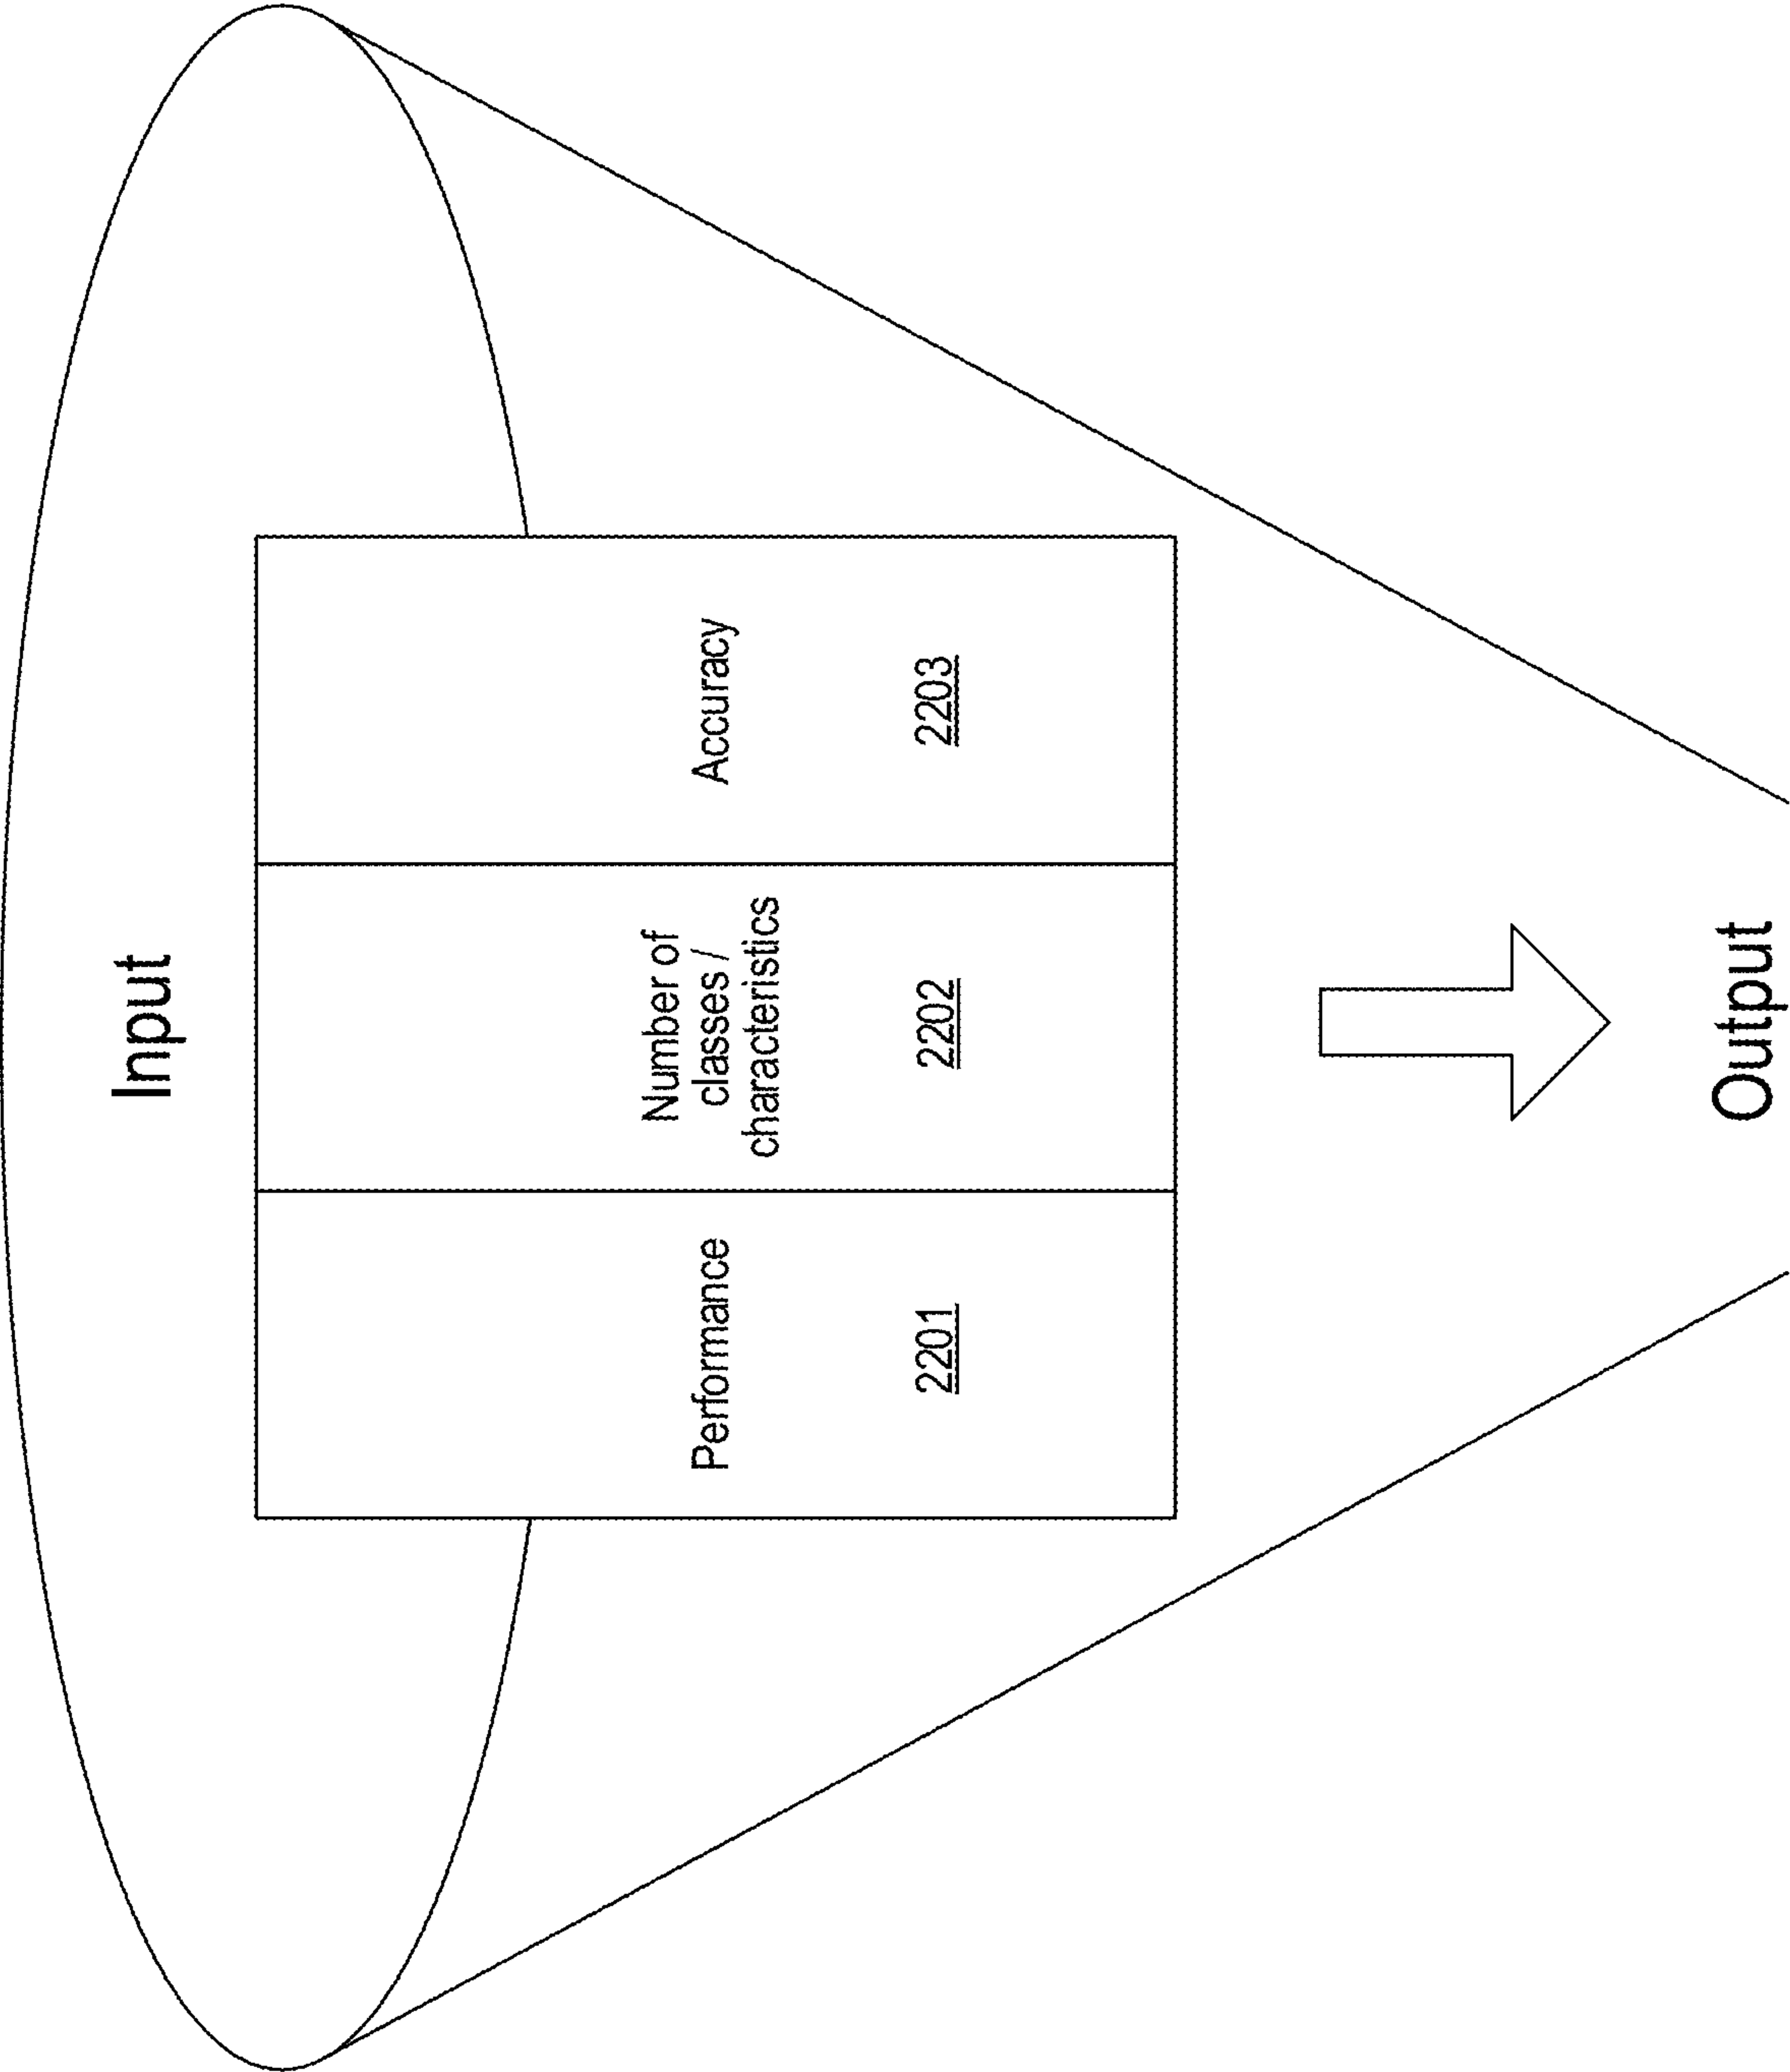 Input
Performance
2201
Number of
classes /
characteristics
2202
Accuracy
2203
Output